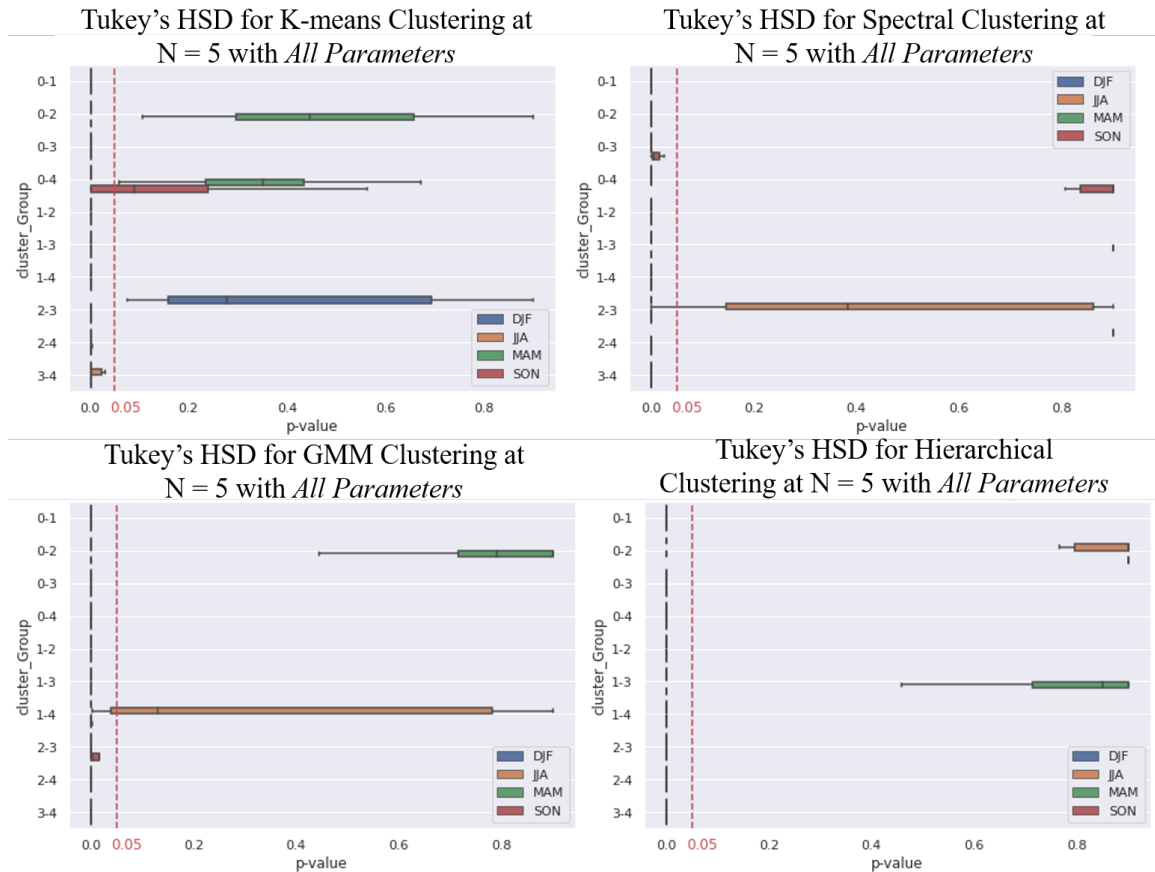 Tukey’s HSD for K-means Clustering at
N = 5 with All Parameters
cluster_Group
0-1
0-2
0-3
0-4
1-2
1-3
1-4
2-3
2-4
3-4
DJF
JJA
MAM
SON
0.0 0.05 0.2 0.4 0.6 0.8
p-value
Tukey’s HSD for Spectral Clustering at
N = 5 with All Parameters
cluster_Group
0-1
0-2
0-3
0-4
1-2
1-3
1-4
2-3
2-4
3-4
DJF
JJA
MAM
SON
0.0 0.05 0.2 0.4 0.6 0.8
p-value
Tukey’s HSD for GMM Clustering at
N = 5 with All Parameters
cluster_Group
0-1
0-2
0-3
0-4
1-2
1-3
1-4
2-3
2-4
3-4
DJF
JJA
MAM
SON
0.0 0.05 0.2 0.4 0.6 0.8
p-value
Tukey’s HSD for Hierarchical
Clustering at N = 5 with All Parameters
cluster_Group
0-1
0-2
0-3
0-4
1-2
1-3
1-4
2-3
2-4
3-4
DJF
JJA
MAM
SON
0.0 0.05 0.2 0.4 0.6 0.8
p-value